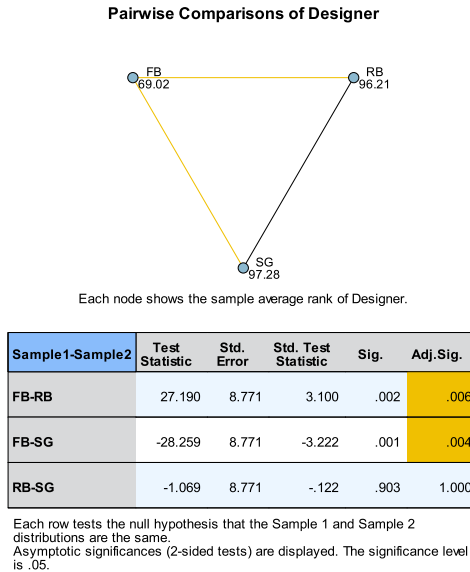 Pairwise Comparisons of Designer
FB
69.02
RB
96.21
SG
97.28
Each node shows the sample average rank of Designer.
Sample1-Sample2 Test Statistic Std. Error Std. Test Statistic Sig. Adj.Sig.
FB-RB 27.190 8.771 3.100 .002 .006
FB-SG -28.259 8.771 -3.222 .001 .004
RB-SG -1.069 8.771 -.122 .903 1.000
Each row tests the null hypothesis that the Sample 1 and Sample 2
distributions are the same.
Asymptotic significances (2-sided tests) are displayed. The significance level
is .05.